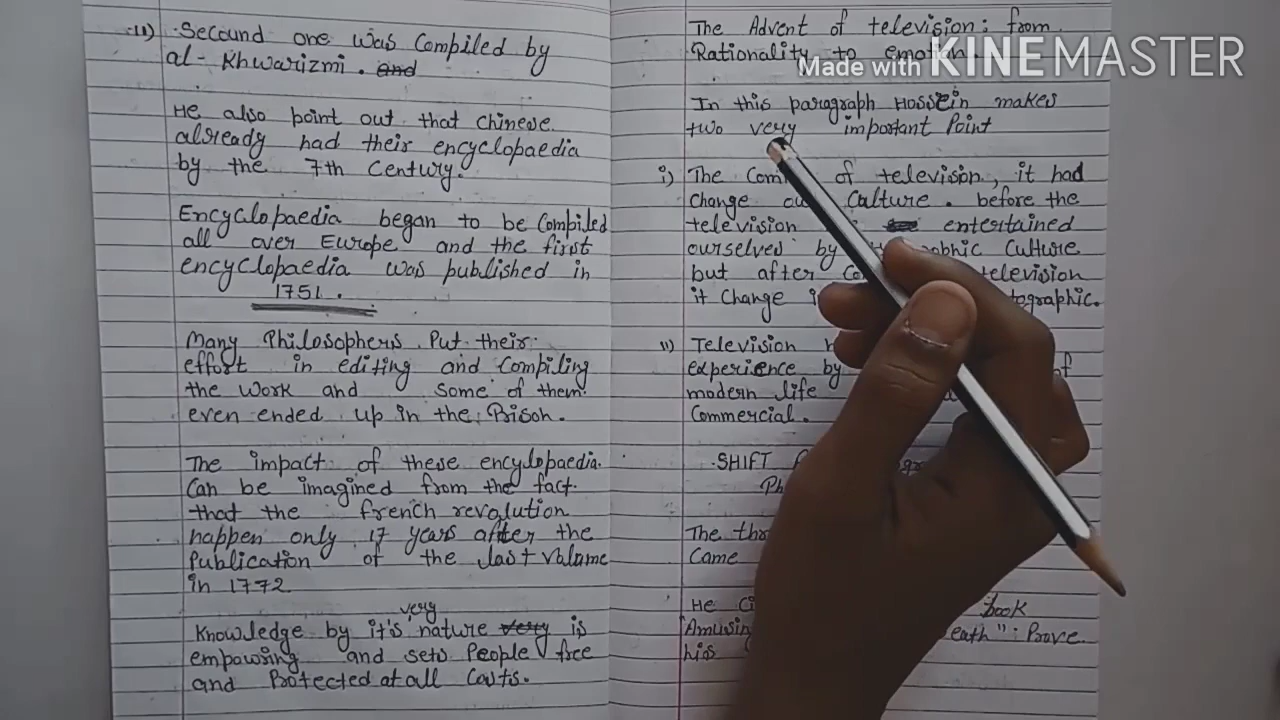 ii) Secound one was Compiled by
al-Khwarizmi. and
He also point out that Chinese
already had their encyclopaedia
by the 7th Century.
Encyclopaedia began to be Compiled
all over Europe and the first
encyclopaedia was published in
1751.
Many Philosophers Put their
effort in editing and Compiling
the work and some of them
even ended up in the Prison.
The impact of these encyclopaedia.
Can be imagined from the fact
that the french revolution
happen only 17 years after the
Publication of the last Valume
in 1772
very
Knowledge by it's nature very is
empowring and sets People free
and Protected at all Costs.
The Advent of television: from
Rationality to
Made with KINEMASTER
In this paragraph Hossein makes
two very important Point
i) The of television, it had
Change Culture. before the
television entertained
ourselves by Culture
but after television
it Change
ii) Television
experience by of
modern life
Commercial.
SHIFT
The
Came
He book
"Amusing eath": Prove
his